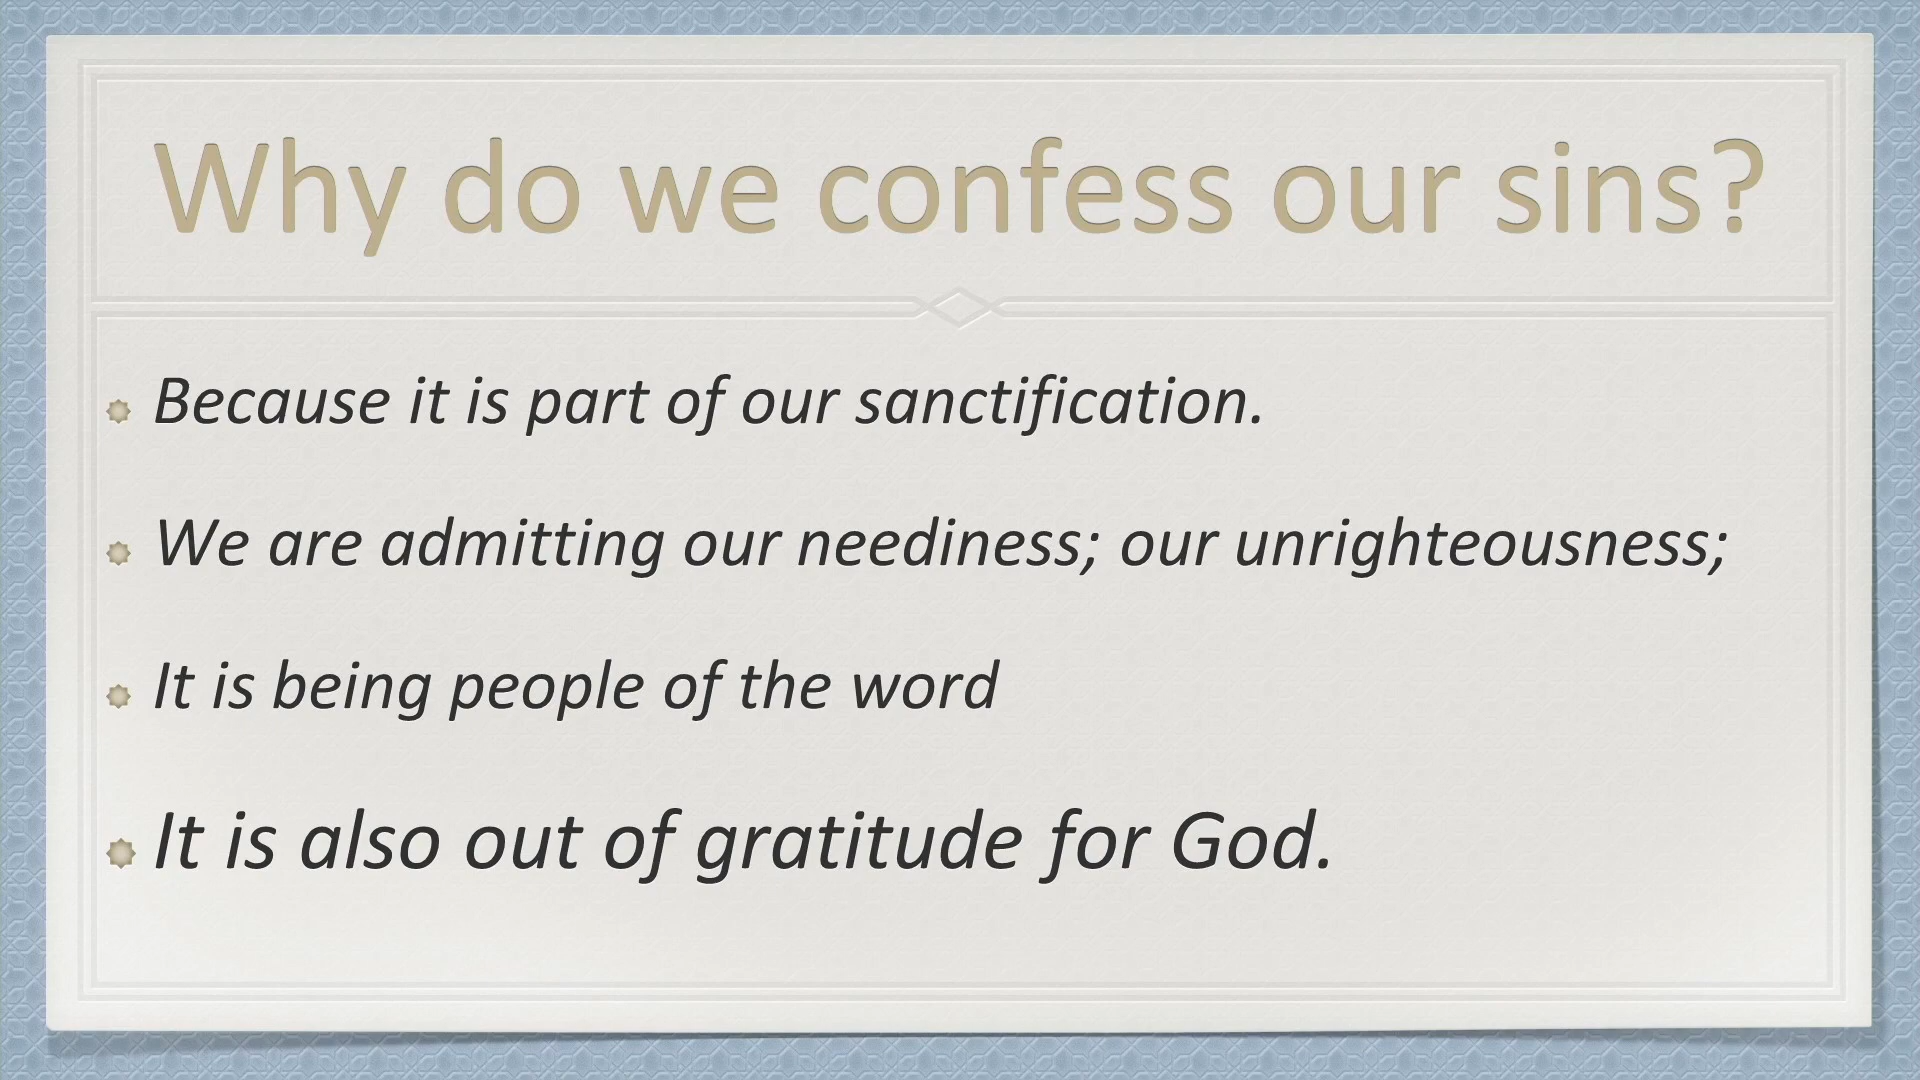 Why do we confess our sins?
Because it is part of our sanctification.
We are admitting our neediness; our unrighteousness;
It is being people of the word
It is also out of gratitude for God.